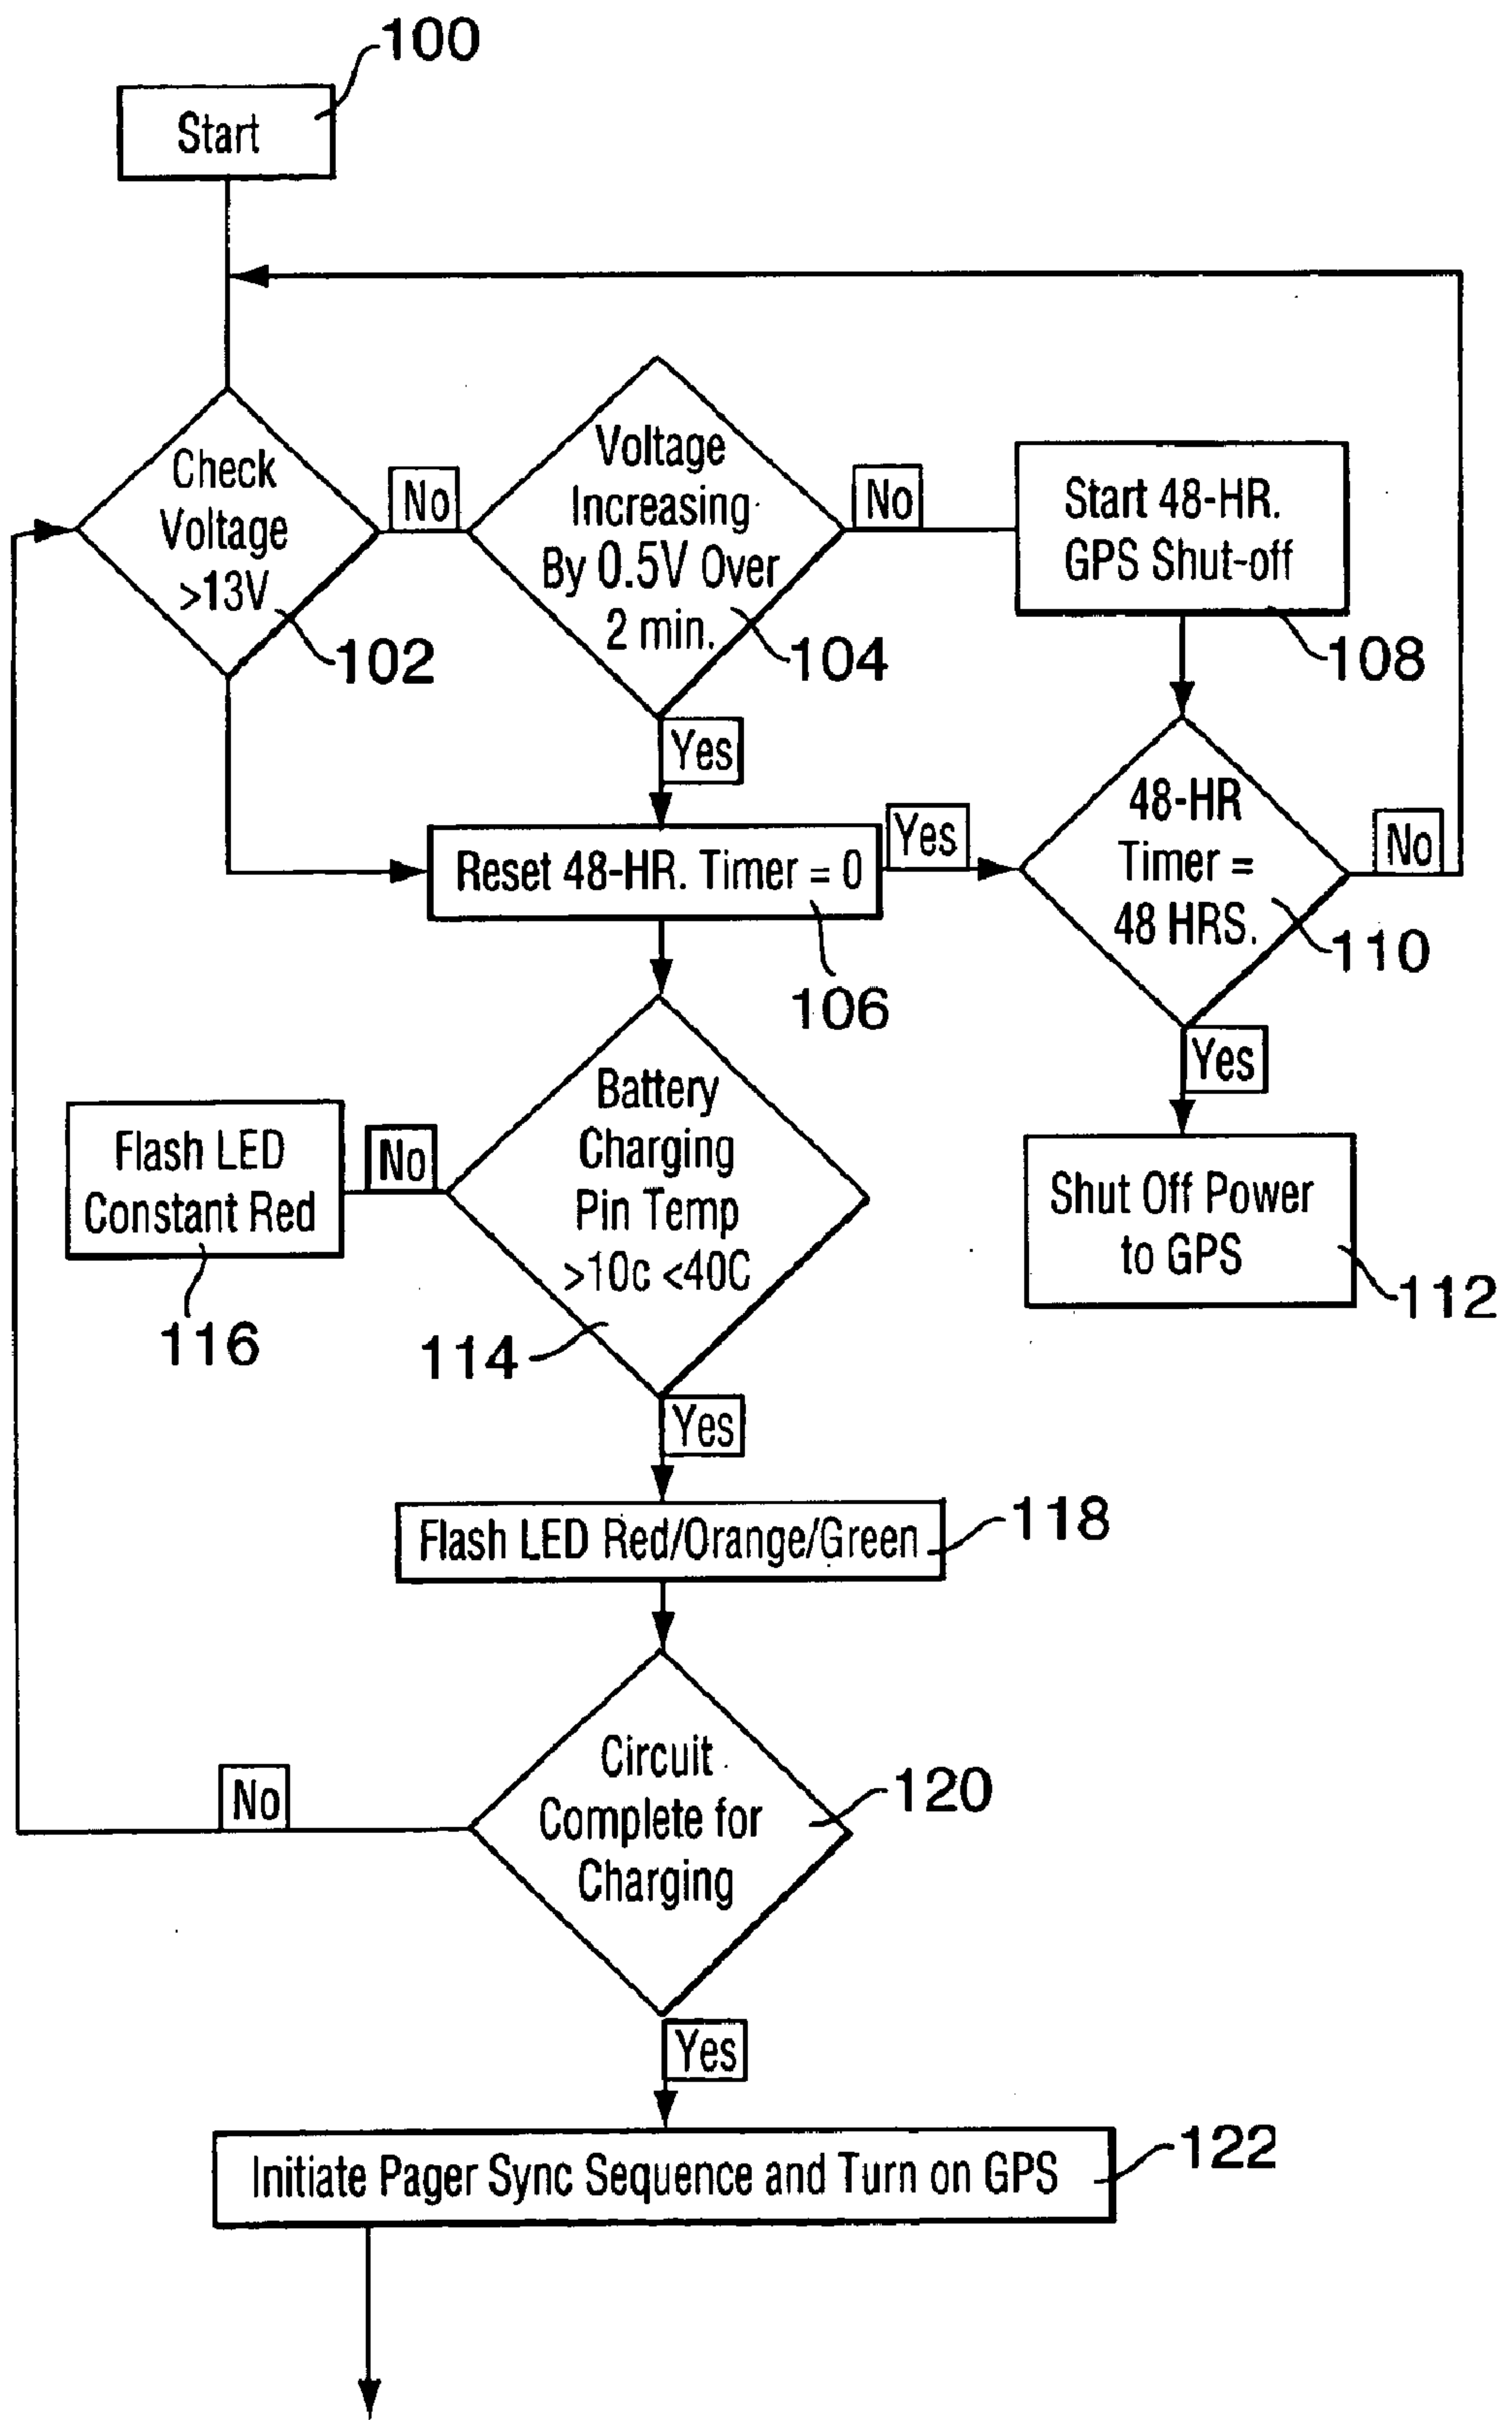 100
Start
Check
Voltage
>13V
102
No
Voltage
Increasing
By 0.5V Over
2 min.
104
No
Start 48-HR.
GPS Shut-off
108
Yes
Reset 48-HR. Timer = 0
106
Yes
48-HR
Timer =
48 HRS.
110
No
Yes
Shut Off Power
to GPS
112
Battery
Charging
Pin Temp
>10c <40C
114
No
Flash LED
Constant Red
116
Yes
Flash LED Red/Orange/Green
118
Circuit
Complete for
Charging
120
No
Yes
Initiate Pager Sync Sequence and Turn on GPS
122